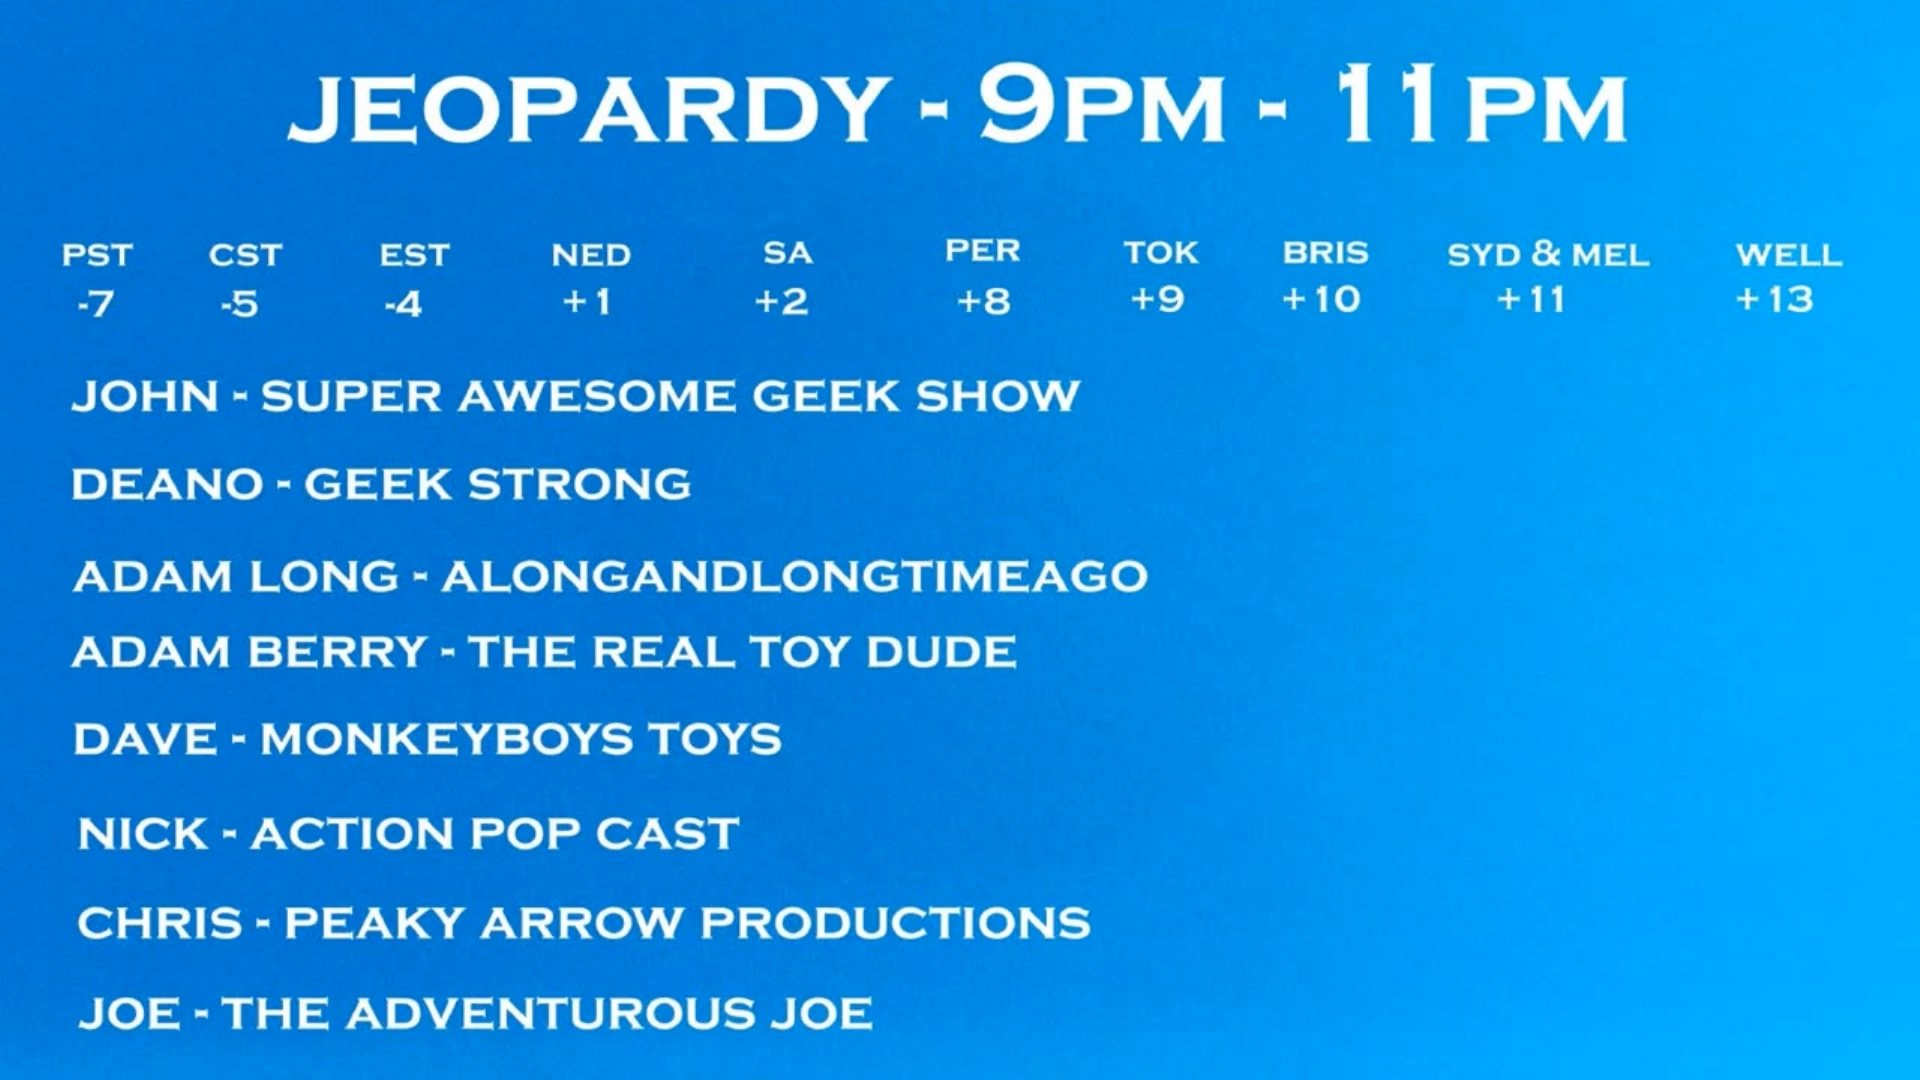 JEOPARDY - 9PM - 11PM
PST CST EST NED SA PER TOK BRIS SYD & MEL WELL
-7 -5 -4 +1 +2 +8 +9 +10 +11 +13
JOHN - SUPER AWESOME GEEK SHOW
DEANO - GEEK STRONG
ADAM LONG - ALONGANDLONGTIMEAGO
ADAM BERRY - THE REAL TOY DUDE
DAVE - MONKEYBOYS TOYS
NICK - ACTION POP CAST
CHRIS - PEAKY ARROW PRODUCTIONS
JOE - THE ADVENTUROUS JOE